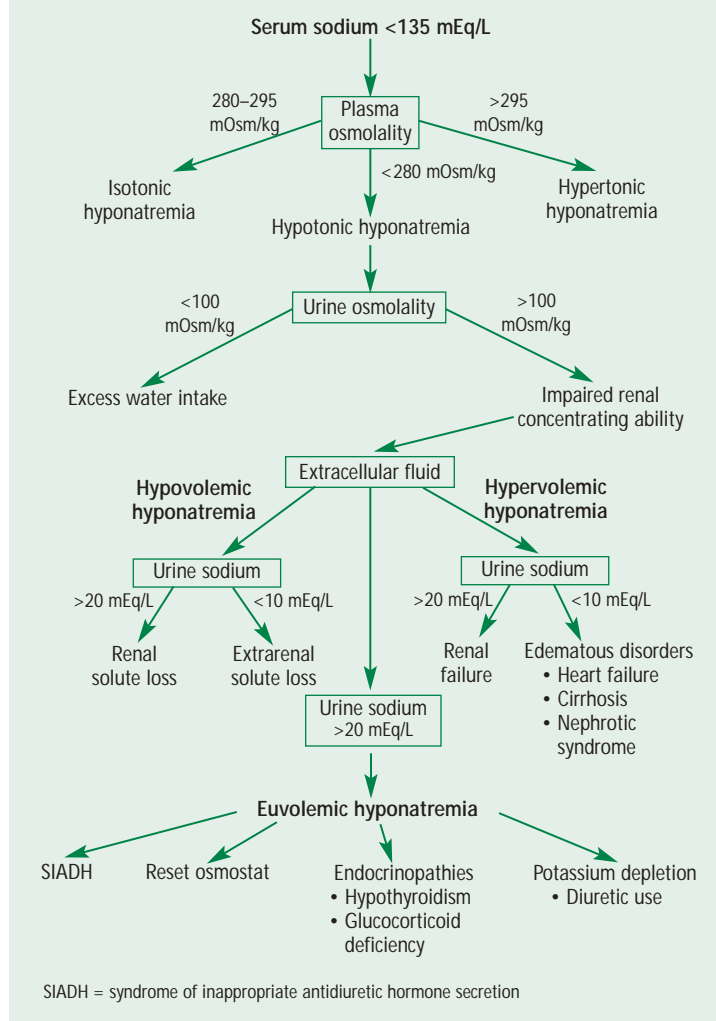 Serum sodium <135 mEq/L
280–295
mOsm/kg
Plasma
osmolality
>295
mOsm/kg
<280 mOsm/kg
Isotonic
hyponatremia
Hypertonic
hyponatremia
Hypotonic hyponatremia
<100
mOsm/kg
Urine osmolality
>100
mOsm/kg
Excess water intake
Impaired renal
concentrating ability
Extracellular fluid
Hypovolemic
hyponatremia
Hypervolemic
hyponatremia
Urine sodium
Urine sodium
>20 mEq/L
<10 mEq/L
>20 mEq/L
<10 mEq/L
Renal
solute loss
Extrarenal
solute loss
Renal
failure
Edematous disorders
• Heart failure
• Cirrhosis
• Nephrotic
syndrome
Urine sodium
>20 mEq/L
Euvolemic hyponatremia
SIADH
Reset osmostat
Endocrinopathies
• Hypothyroidism
• Glucocorticoid
deficiency
Potassium depletion
• Diuretic use
SIADH = syndrome of inappropriate antidiuretic hormone secretion